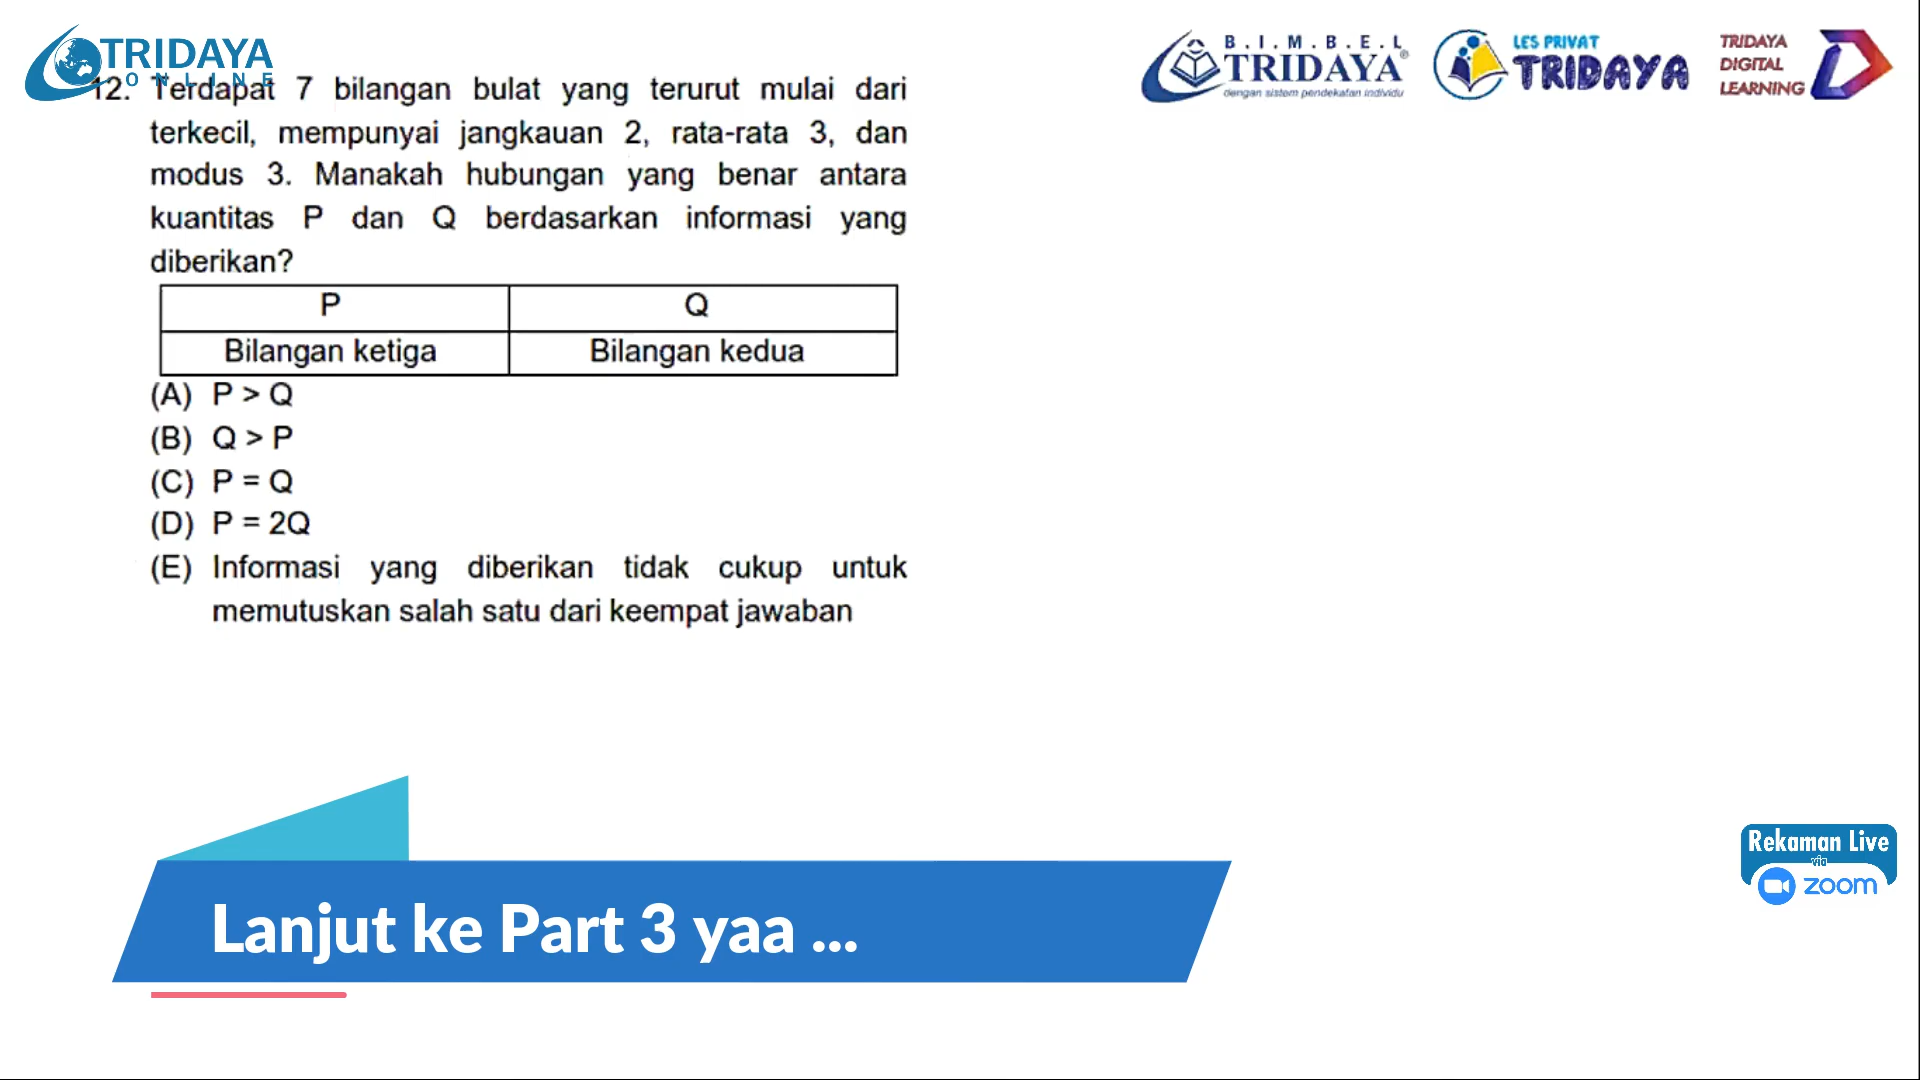 TRIDAYA
ONLINE
B.I.M.B.E.L
TRIDAYA®
dengan sistem pendekatan individu
LES PRIVAT
TRIDAYA
TRIDAYA
DIGITAL
LEARNING
12. Terdapat 7 bilangan bulat yang terurut mulai dari
terkecil, mempunyai jangkauan 2, rata-rata 3, dan
modus 3. Manakah hubungan yang benar antara
kuantitas P dan Q berdasarkan informasi yang
diberikan?
P Q
Bilangan ketiga Bilangan kedua
(A) P > Q
(B) Q > P
(C) P = Q
(D) P = 2Q
(E) Informasi yang diberikan tidak cukup untuk
memutuskan salah satu dari keempat jawaban
Rekaman Live
via
zoom
Lanjut ke Part 3 yaa ...